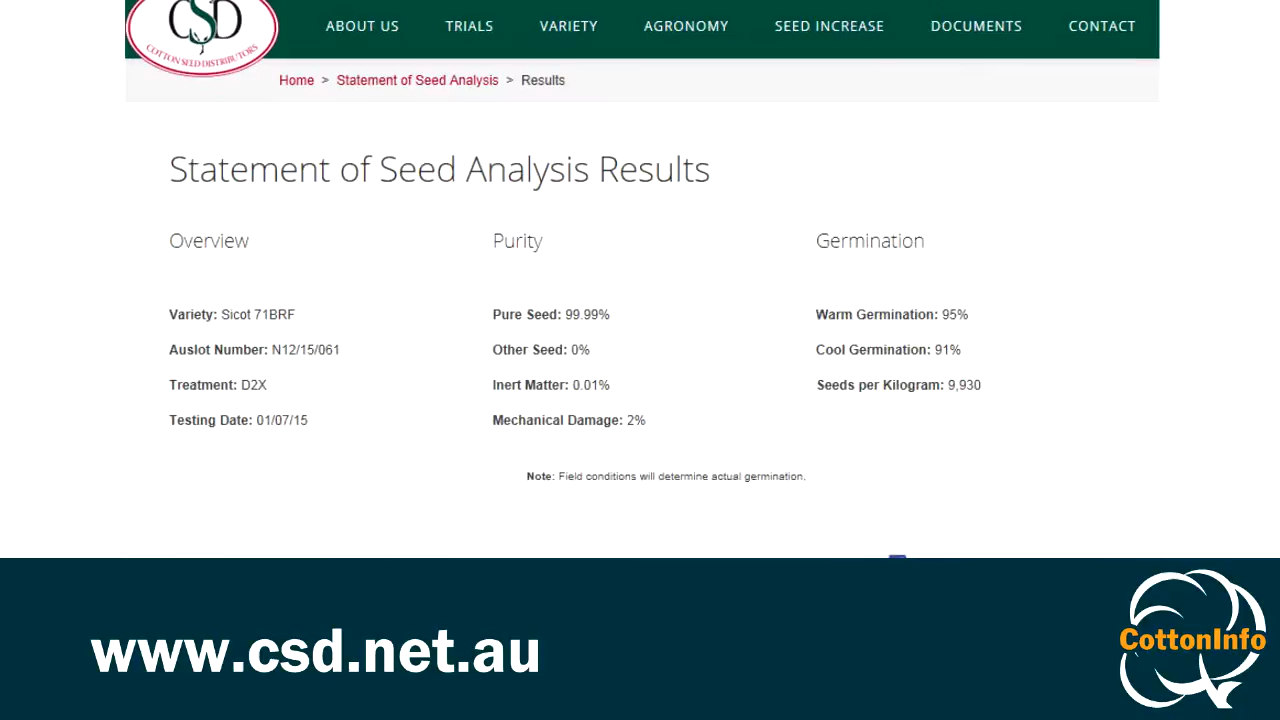 CSD
COTTON SEED DISTRIBUTORS
ABOUT US TRIALS VARIETY AGRONOMY SEED INCREASE DOCUMENTS CONTACT
Home > Statement of Seed Analysis > Results
Statement of Seed Analysis Results
Overview
Variety: Sicot 71BRF
Auslot Number: N12/15/061
Treatment: D2X
Testing Date: 01/07/15
Purity
Pure Seed: 99.99%
Other Seed: 0%
Inert Matter: 0.01%
Mechanical Damage: 2%
Germination
Warm Germination: 95%
Cool Germination: 91%
Seeds per Kilogram: 9,930
Note: Field conditions will determine actual germination.
www.csd.net.au
CottonInfo